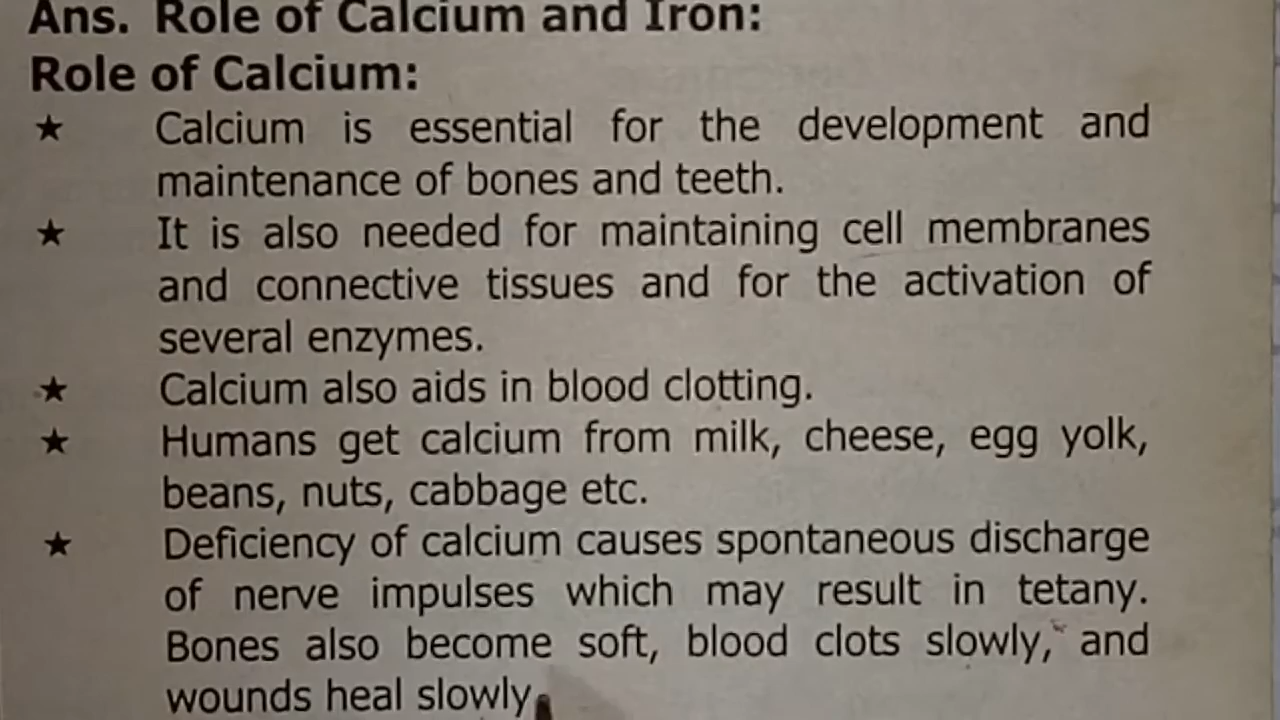 Ans. Role of Calcium and Iron:
Role of Calcium:
★ Calcium is essential for the development and
maintenance of bones and teeth.
★ It is also needed for maintaining cell membranes
and connective tissues and for the activation of
several enzymes.
★ Calcium also aids in blood clotting.
★ Humans get calcium from milk, cheese, egg yolk,
beans, nuts, cabbage etc.
★ Deficiency of calcium causes spontaneous discharge
of nerve impulses which may result in tetany.
Bones also become soft, blood clots slowly, and
wounds heal slowly